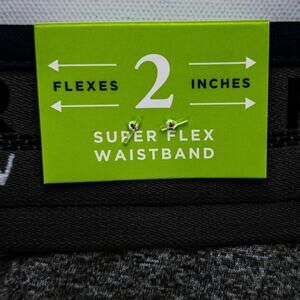 FLEXES 2 INCHES
SUPER FLEX
WAISTBAND